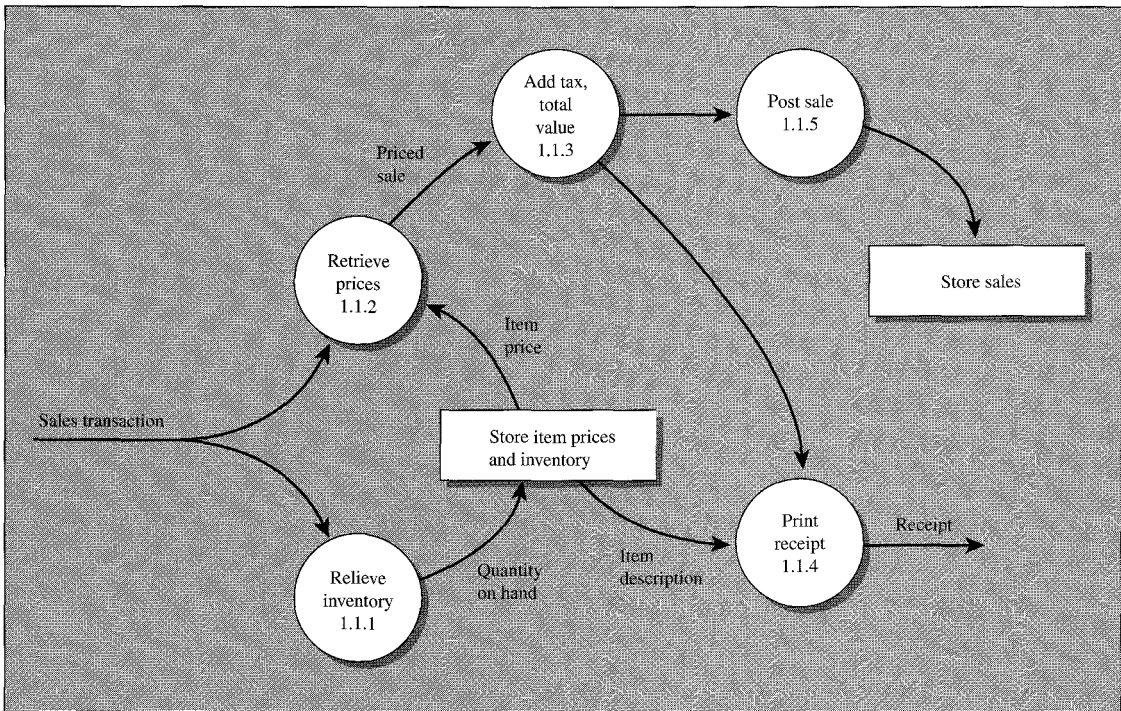 Add tax,
total
value
1.1.3
Post sale
1.1.5
Priced
sale
Retrieve
prices
1.1.2
Store sales
Item
price
Sales transaction
Store item prices
and inventory
Print
receipt
1.1.4
Receipt
Relieve
inventory
1.1.1
Quantity
on hand
Item
description